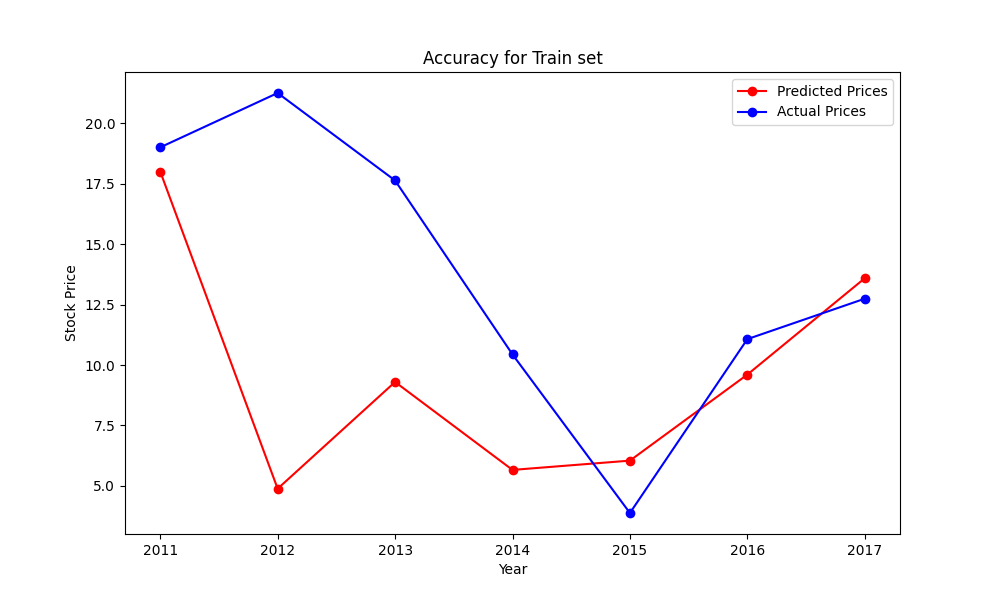 Accuracy for Train set
Predicted Prices
Actual Prices
20.0
17.5
15.0
12.5
10.0
7.5
5.0
Stock Price
2011 2012 2013 2014 2015 2016 2017
Year